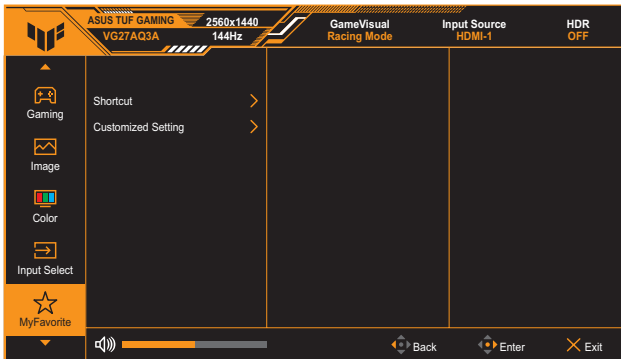 ASUS TUF GAMING 2560x1440 GameVisual Input Source HDR
VG27AQ3A 144Hz Racing Mode HDMI-1 OFF
Gaming
Shortcut
Customized Setting
Image
Color
Input Select
MyFavorite
Back Enter Exit